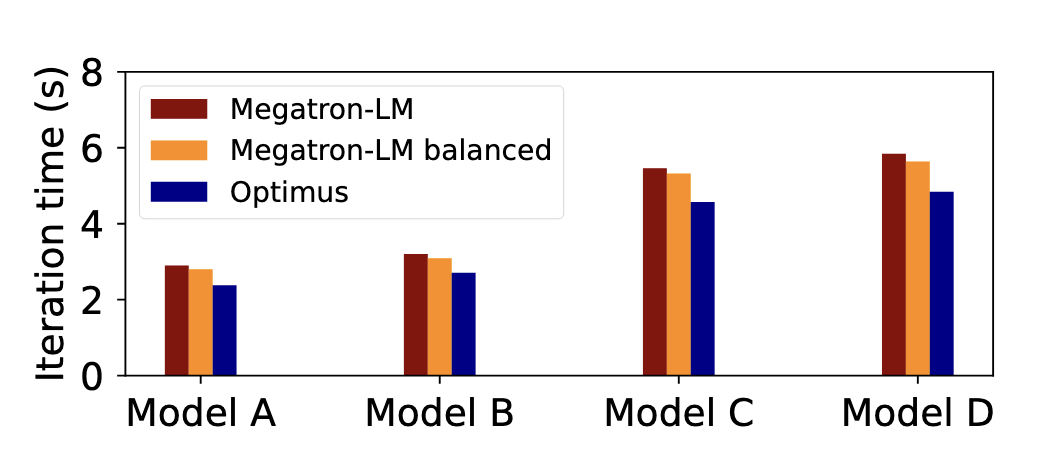 Iteration time (s)
8
6
4
2
0
Megatron-LM
Megatron-LM balanced
Optimus
Model A Model B Model C Model D